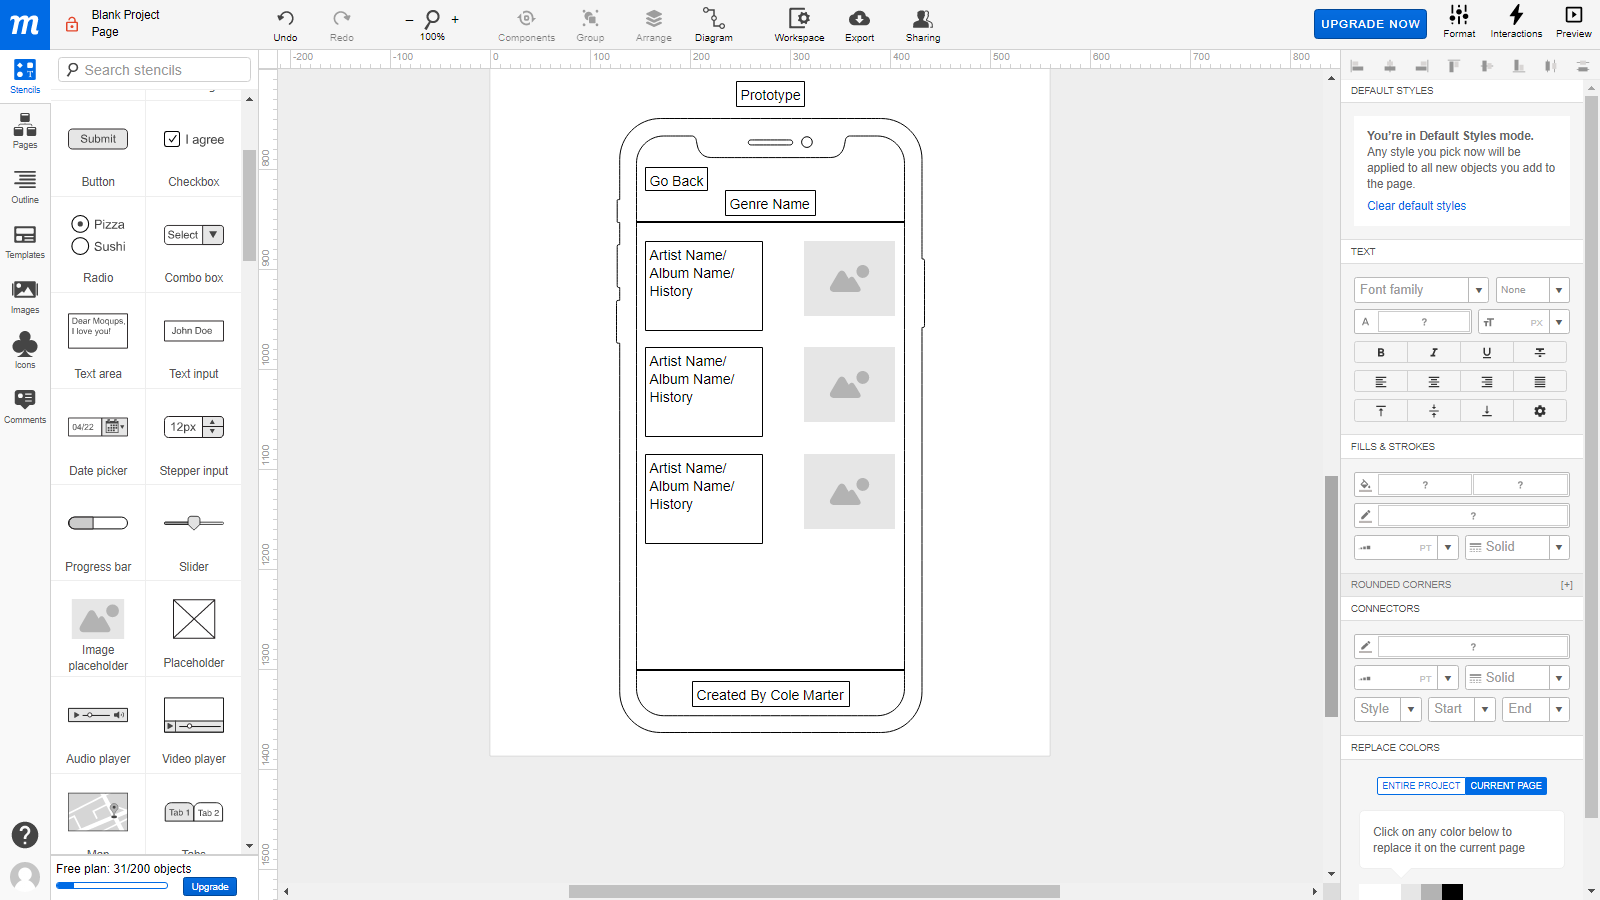 m
Blank Project
Page
Undo
Redo
100%
Components
Group
Arrange
Diagram
Workspace
Export
Sharing
UPGRADE NOW
Format
Interactions
Preview
Stencils
Pages
Outline
Templates
Images
Icons
Comments
Search stencils
Submit
Button
I agree
Checkbox
Pizza
Sushi
Radio
Select
Combo box
Dear Moqups,
I love you!
Text area
John Doe
Text input
04/22
Date picker
12px
Stepper input
Progress bar
Slider
Image
placeholder
Placeholder
Audio player
Video player
Map
Tab 1
Tab 2
Tabs
Free plan: 31/200 objects
Upgrade
-200
-100
0
100
200
300
400
500
600
700
800
800
900
1000
1100
1200
1300
1400
1500
Prototype
Go Back
Genre Name
Artist Name/
Album Name/
History
Artist Name/
Album Name/
History
Artist Name/
Album Name/
History
Created By Cole Marter
DEFAULT STYLES
You're in Default Styles mode.
Any style you pick now will be
applied to all new objects you add to
the page.
Clear default styles
TEXT
Font family
None
A
?
TT
PX
B
I
U
FILLS & STROKES
?
?
?
PT
Solid
ROUNDED CORNERS
[+]
CONNECTORS
?
PT
Solid
Style
Start
End
REPLACE COLORS
ENTIRE PROJECT
CURRENT PAGE
Click on any color below to
replace it on the current page